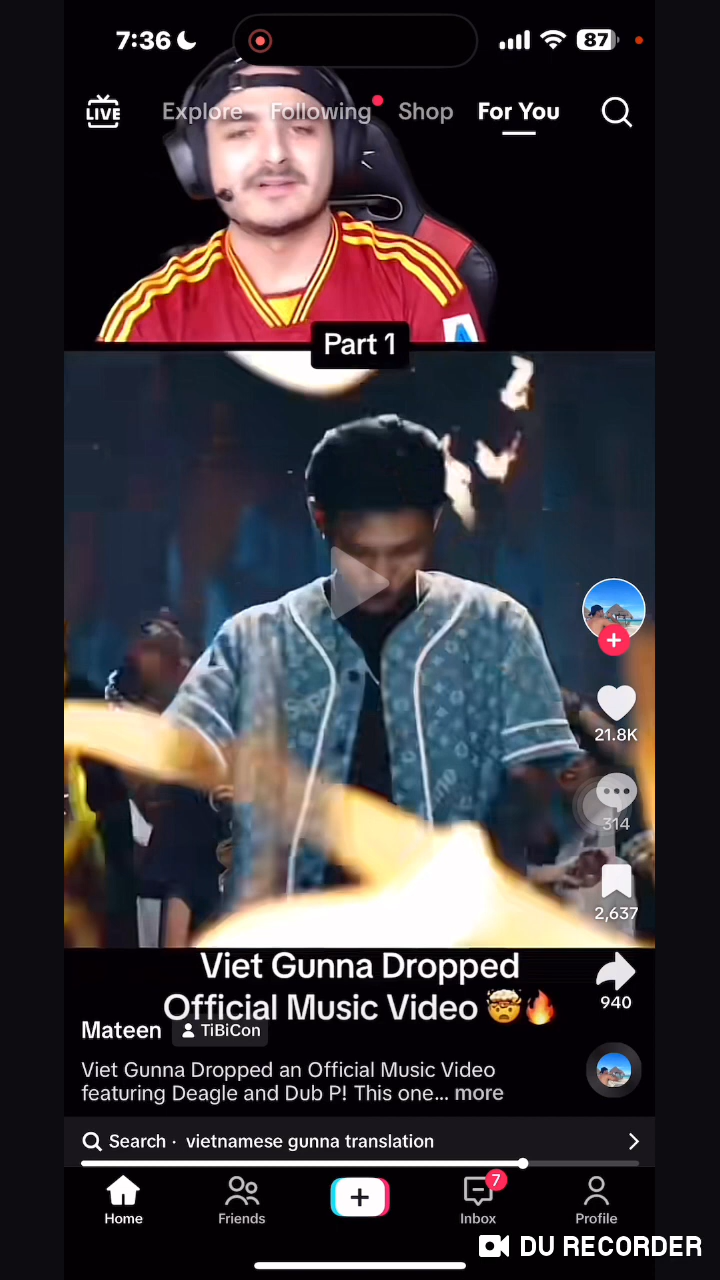 7:36
87
LIVE
Explore
Following
Shop
For You
Part 1
21.8K
314
2,637
940
Viet Gunna Dropped
Official Music Video 🤯🔥
Mateen
TiBiCon
Viet Gunna Dropped an Official Music Video
featuring Deagle and Dub P! This one... more
Search · vietnamese gunna translation
Home
Friends
Inbox
7
Profile
DU RECORDER